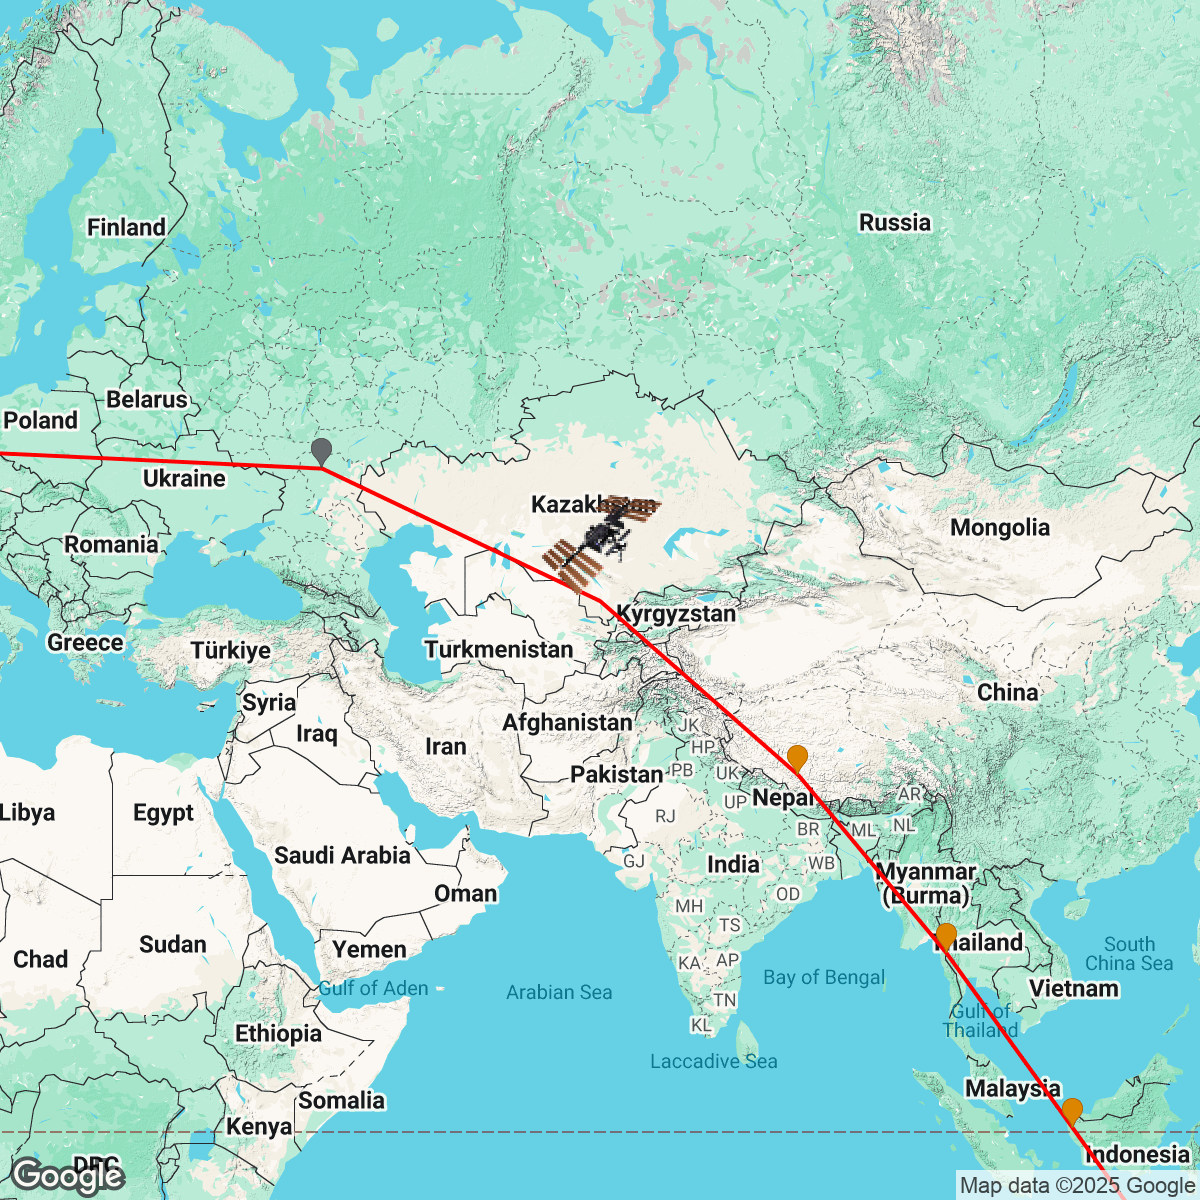 Finland
Russia
Belarus
Poland
Ukraine
Kazakhstan
Mongolia
Romania
Kyrgyzstan
Greece
Türkiye
Turkmenistan
China
Syria
Afghanistan
JK
Iraq
Iran
HP
Pakistan
PB
UK
Nepal
AR
UP
Libya
Egypt
RJ
BR
ML
NL
Saudi Arabia
GJ
India
WB
Myanmar
(Burma)
Oman
OD
MH
TS
Sudan
Yemen
Thailand
South
China Sea
Chad
KA
AP
Bay of Bengal
Gulf of Aden
Arabian Sea
Vietnam
TN
Gulf of
Thailand
KL
Ethiopia
Laccadive Sea
Malaysia
Somalia
Kenya
Indonesia
DRC
Google
Map data ©2025 Google